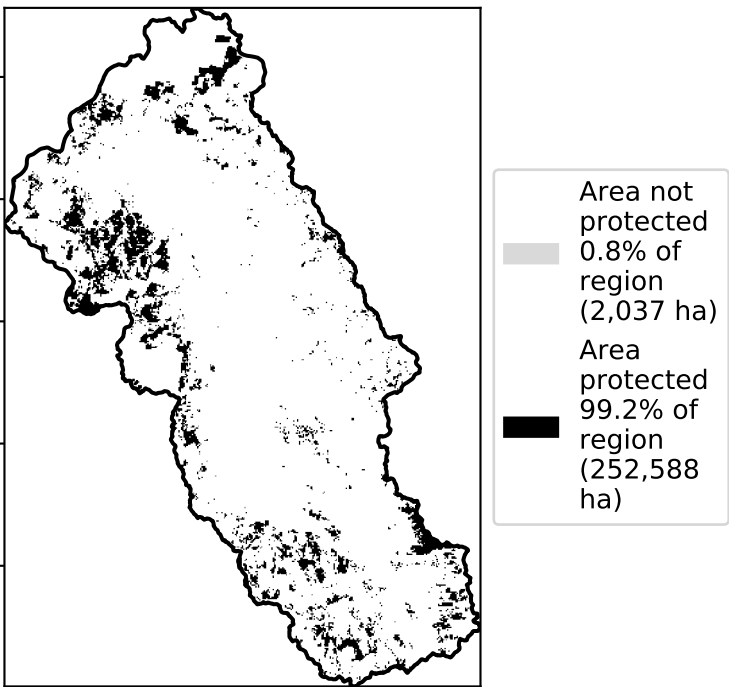 Area not
protected
0.8% of
region
(2,037 ha)
Area
protected
99.2% of
region
(252,588
ha)